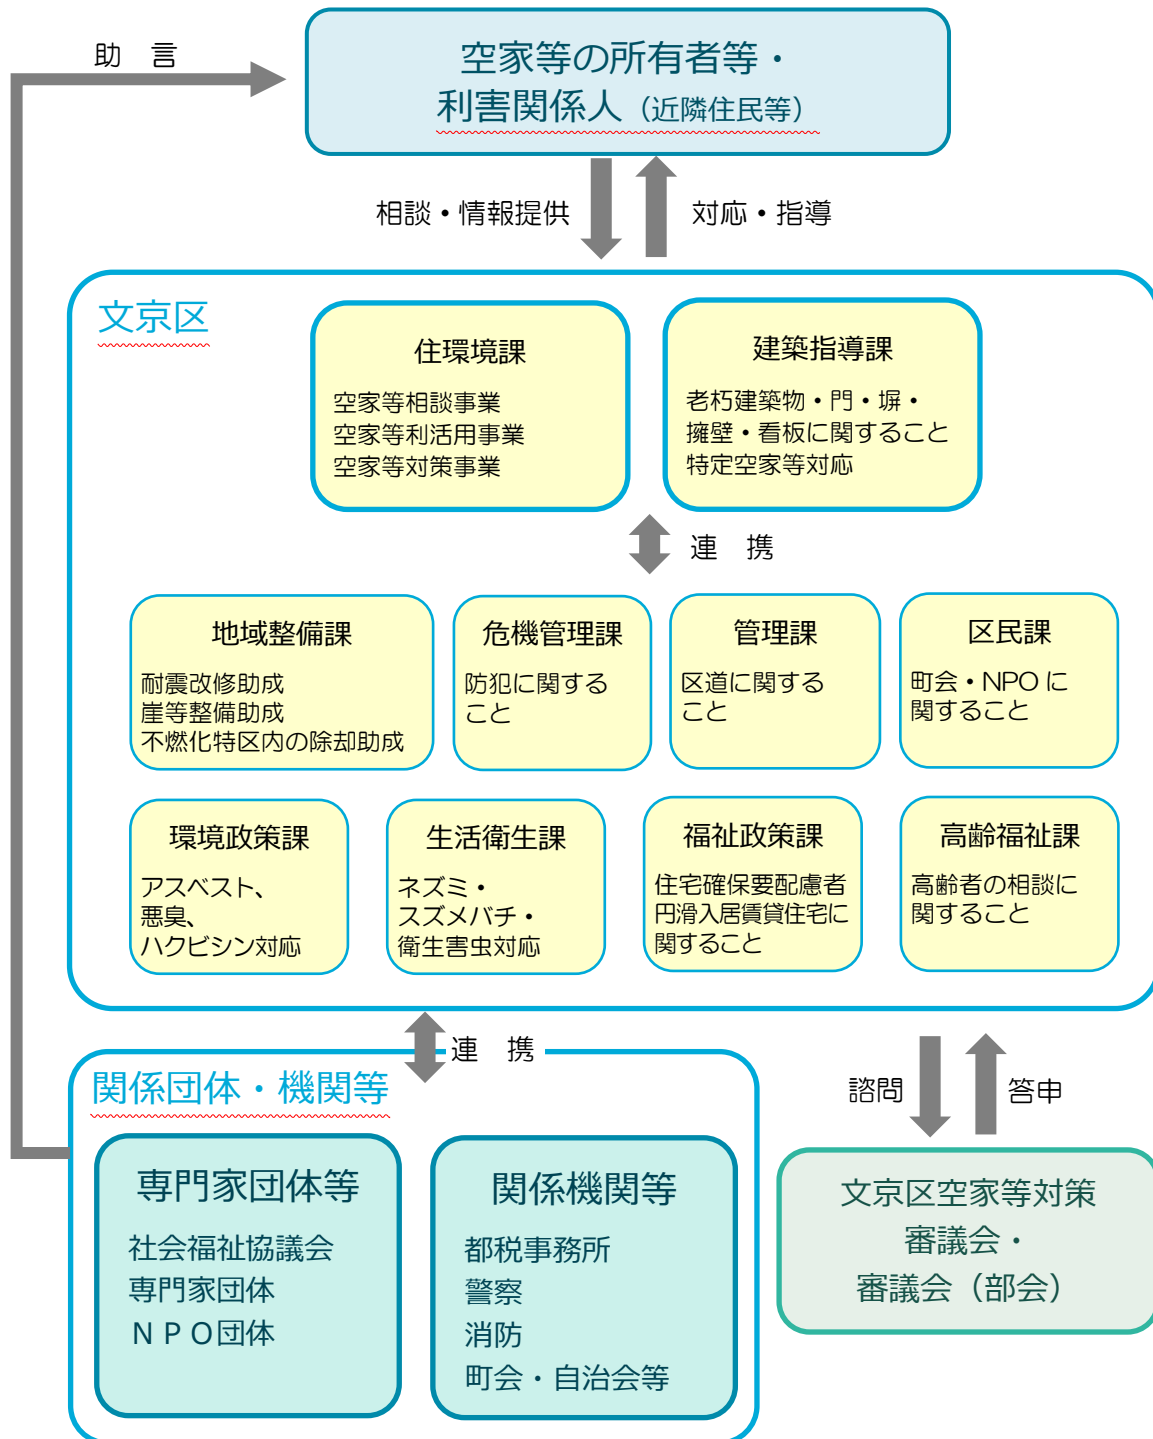 助　言
空家等の所有者等・
利害関係人（近隣住民等）
相談・情報提供
対応・指導
文京区
住環境課
空家等相談事業
空家等利活用事業
空家等対策事業
建築指導課
老朽建築物・門・塀・
擁壁・看板に関すること
特定空家等対応
連　携
地域整備課
耐震改修助成
崖等整備助成
不燃化特区内の除却助成
危機管理課
防犯に関する
こと
管理課
区道に関する
こと
区民課
町会・NPO に
関すること
環境政策課
アスベスト、
悪臭、
ハクビシン対応
生活衛生課
ネズミ・
スズメバチ・
衛生害虫対応
福祉政策課
住宅確保要配慮者
円滑入居賃貸住宅に
関すること
高齢福祉課
高齢者の相談に
関すること
連　携
関係団体・機関等
専門家団体等
社会福祉協議会
専門家団体
ＮＰＯ団体
関係機関等
都税事務所
警察
消防
町会・自治会等
諮問
答申
文京区空家等対策
審議会・
審議会（部会）